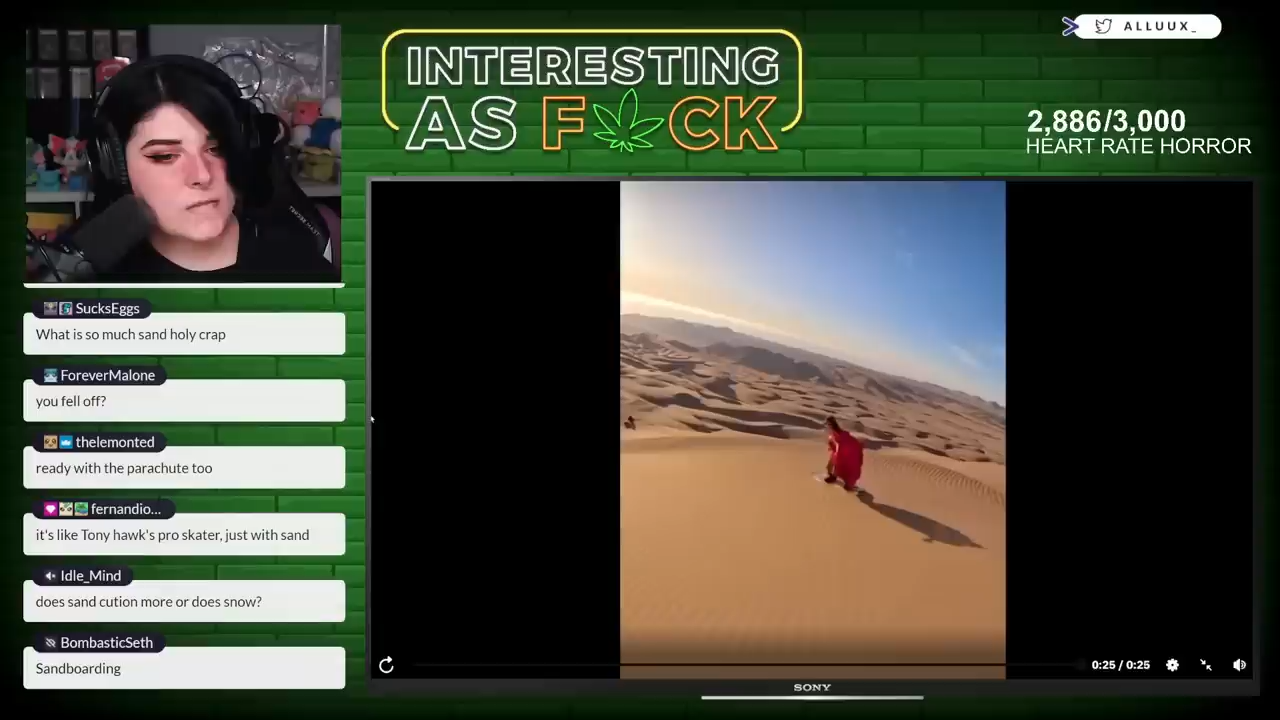 INTERESTING
AS F CK
ALLUUX_
2,886/3,000
HEART RATE HORROR
SucksEggs
What is so much sand holy crap
ForeverMalone
you fell off?
thelemonted
ready with the parachute too
fernandio...
it's like Tony hawk's pro skater, just with sand
Idle_Mind
does sand cution more or does snow?
BombasticSeth
Sandboarding
0:25 / 0:25
SONY